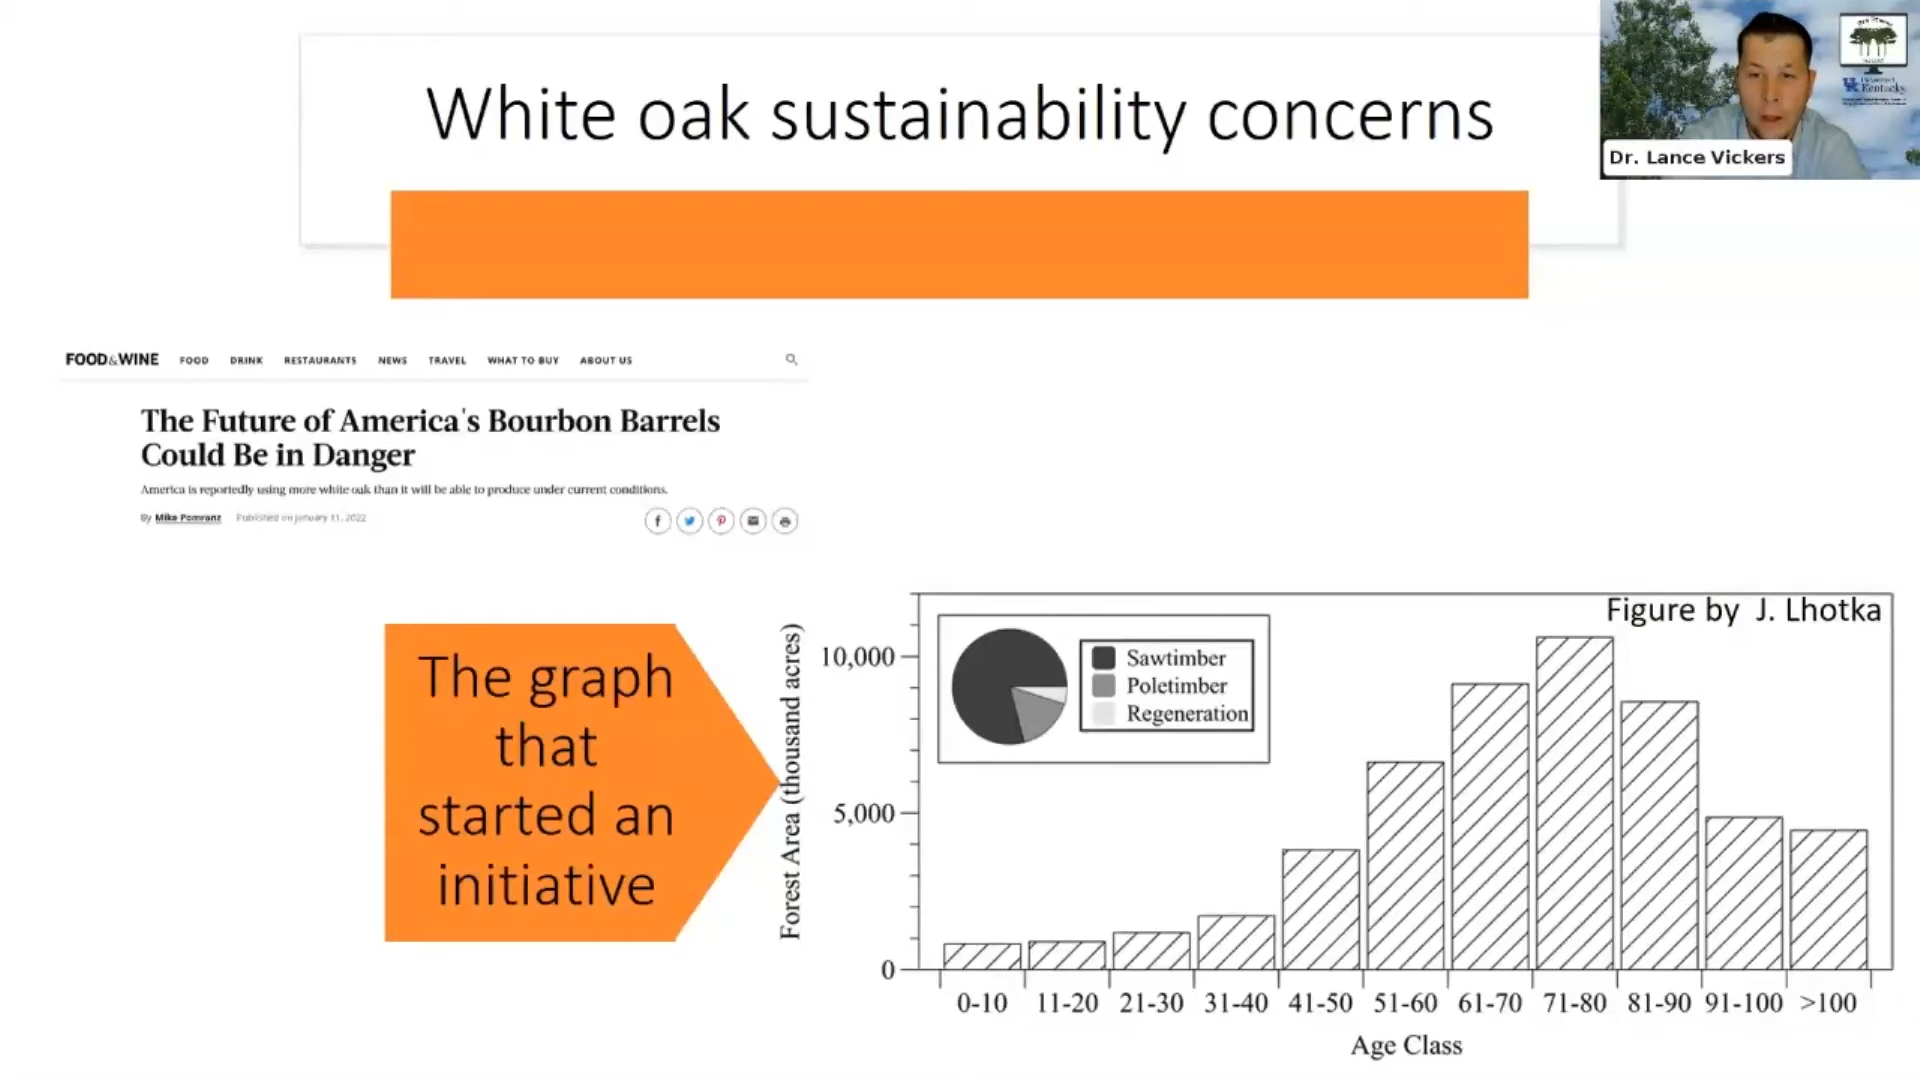 White oak sustainability concerns
Kentucky
Dr. Lance Vickers
FOOD&WINE FOOD DRINK RESTAURANTS NEWS TRAVEL WHAT TO BUY ABOUT US
The Future of America's Bourbon Barrels
Could Be in Danger
America is reportedly using more white oak than it will be able to produce under current conditions.
By Mike Pomranz Published on January 11, 2022
The graph
that
started an
initiative
Figure by J. Lhotka
Sawtimber
Poletimber
Regeneration
Forest Area (thousand acres)
10,000
5,000
0
0-10 11-20 21-30 31-40 41-50 51-60 61-70 71-80 81-90 91-100 >100
Age Class